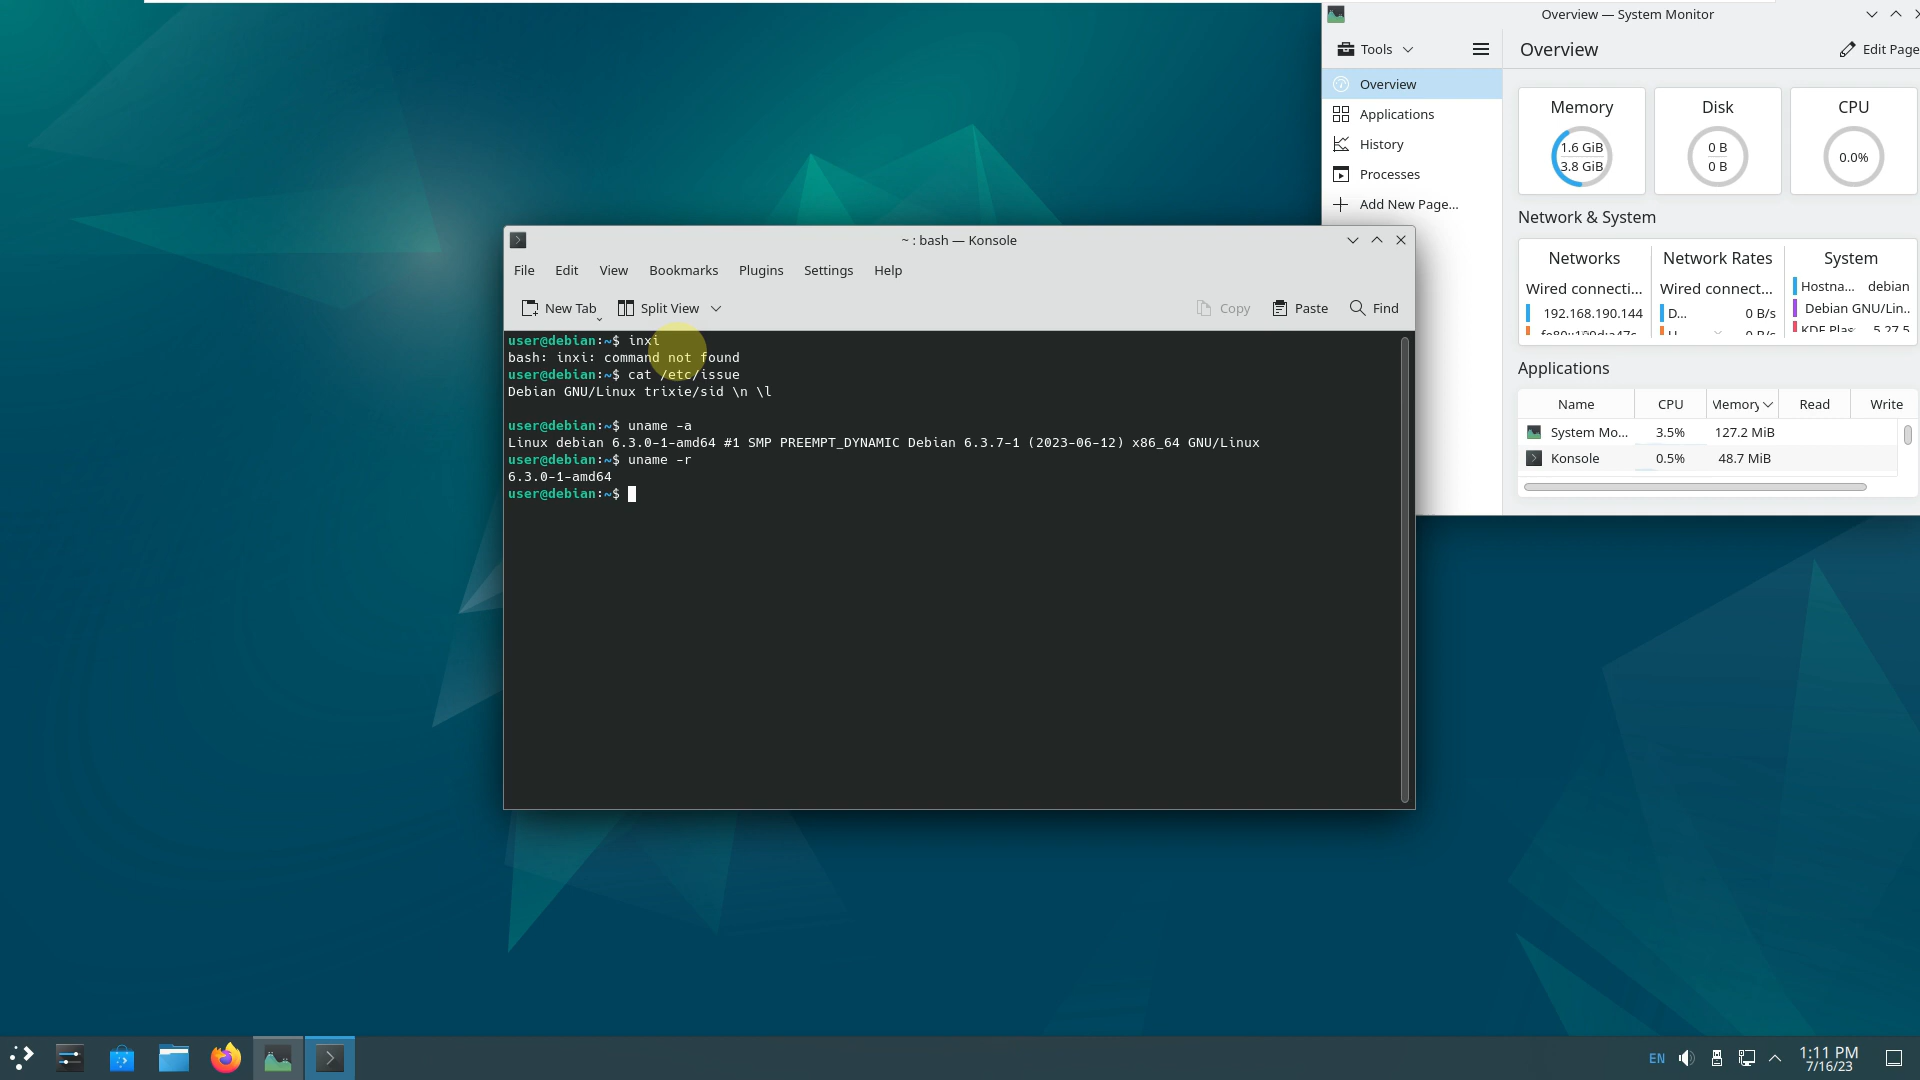 Overview — System Monitor
Tools
Overview
Edit Page
Overview
Applications
History
Processes
Add New Page...
Memory
1.6 GiB
3.8 GiB
Disk
0 B
0 B
CPU
0.0%
Network & System
Networks
Wired connecti...
192.168.190.144
Network Rates
Wired connect...
D... 0 B/s
0 B/s
System
Hostna... debian
Debian GNU/Lin..
KDE Plas 5.27.5
Applications
Name CPU Memory Read Write
System Mo... 3.5% 127.2 MiB
Konsole 0.5% 48.7 MiB
~ : bash — Konsole
File Edit View Bookmarks Plugins Settings Help
New Tab Split View Copy Paste Find
user@debian:~$ inxi
bash: inxi: command not found
user@debian:~$ cat /etc/issue
Debian GNU/Linux trixie/sid \n \l
user@debian:~$ uname -a
Linux debian 6.3.0-1-amd64 #1 SMP PREEMPT_DYNAMIC Debian 6.3.7-1 (2023-06-12) x86_64 GNU/Linux
user@debian:~$ uname -r
6.3.0-1-amd64
user@debian:~$
EN
1:11 PM
7/16/23